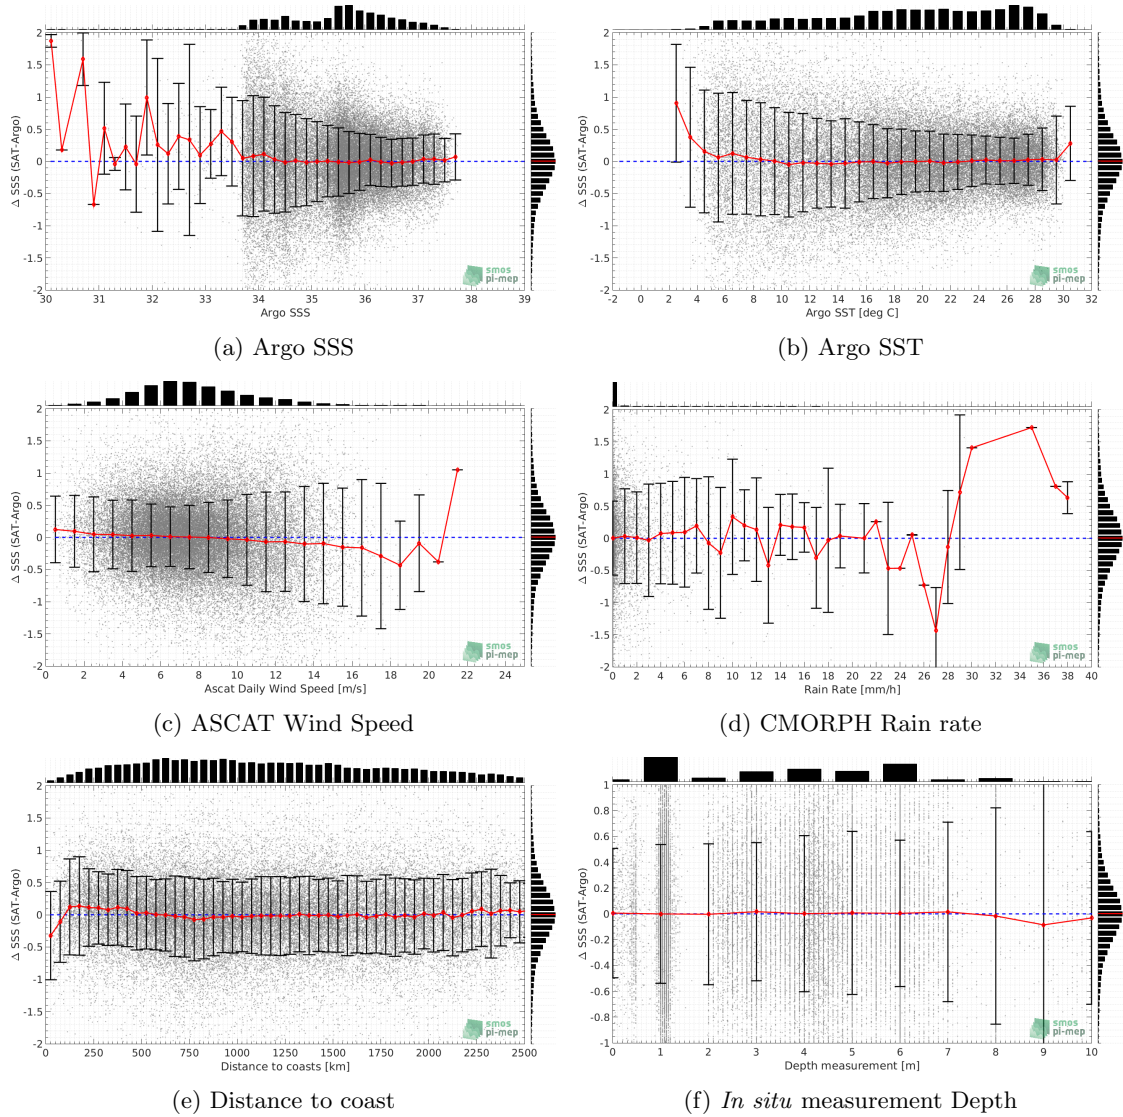 2
1.5
1
0.5
0
-0.5
-1
-1.5
-2
Δ SSS (SAT-Argo)
30 31 32 33 34 35 36 37 38 39
Argo SSS
smos
pi-mep
(a) Argo SSS
2
1.5
1
0.5
0
-0.5
-1
-1.5
-2
Δ SSS (SAT-Argo)
-2 0 2 4 6 8 10 12 14 16 18 20 22 24 26 28 30 32
Argo SST [deg C]
smos
pi-mep
(b) Argo SST
2
1.5
1
0.5
0
-0.5
-1
-1.5
-2
Δ SSS (SAT-Argo)
0 2 4 6 8 10 12 14 16 18 20 22 24
Ascat Daily Wind Speed [m/s]
smos
pi-mep
(c) ASCAT Wind Speed
2
1.5
1
0.5
0
-0.5
-1
-1.5
-2
Δ SSS (SAT-Argo)
0 2 4 6 8 10 12 14 16 18 20 22 24 26 28 30 32 34 36 38 40
Rain Rate [mm/h]
smos
pi-mep
(d) CMORPH Rain rate
2
1.5
1
0.5
0
-0.5
-1
-1.5
-2
Δ SSS (SAT-Argo)
0 250 500 750 1000 1250 1500 1750 2000 2250 2500
Distance to coasts [km]
smos
pi-mep
(e) Distance to coast
1
0.8
0.6
0.4
0.2
0
-0.2
-0.4
-0.6
-0.8
-1
Δ SSS (SAT-Argo)
0 1 2 3 4 5 6 7 8 9 10
Depth measurement [m]
smos
pi-mep
(f) In situ measurement Depth